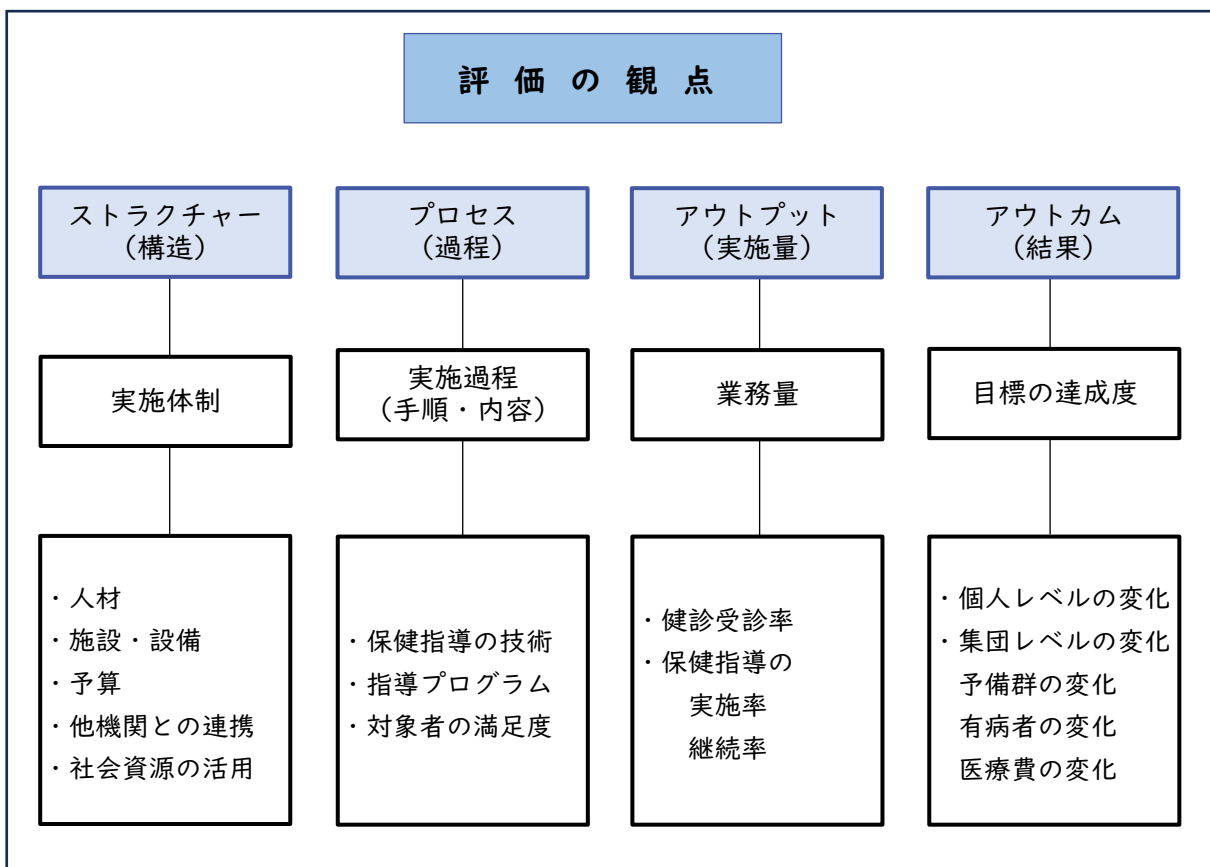 評価の観点
ストラクチャー
(構造)
プロセス
(過程)
アウトプット
(実施量)
アウトカム
(結果)
実施体制
実施過程
(手順・内容)
業務量
目標の達成度
・人材
・施設・設備
・予算
・他機関との連携
・社会資源の活用
・保健指導の技術
・指導プログラム
・対象者の満足度
・健診受診率
・保健指導の
実施率
継続率
・個人レベルの変化
・集団レベルの変化
予備群の変化
有病者の変化
医療費の変化